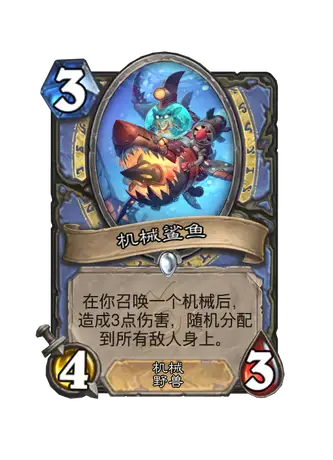 3
机械鲨鱼
在你召唤一个机械后，
造成3点伤害，随机分配
到所有敌人身上。
4
机械
野兽
3